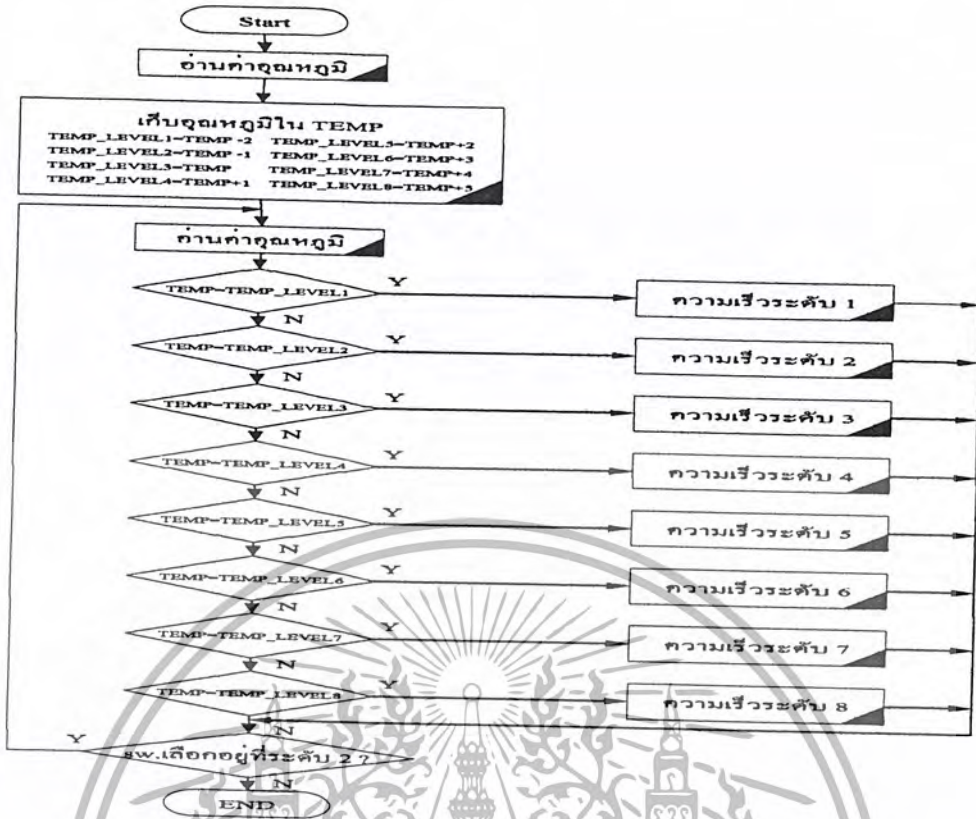 Start
อ่านค่าอุณหภูมิ
เก็บอุณหภูมิใน TEMP
TEMP_LEVEL1=TEMP -2 TEMP_LEVEL5=TEMP+2
TEMP_LEVEL2=TEMP -1 TEMP_LEVEL6=TEMP+3
TEMP_LEVEL3=TEMP TEMP_LEVEL7=TEMP+4
TEMP_LEVEL4=TEMP+1 TEMP_LEVEL8=TEMP+5
อ่านค่าอุณหภูมิ
TEMP=TEMP_LEVEL1 Y ความเร็วระดับ 1
N
TEMP=TEMP_LEVEL2 Y ความเร็วระดับ 2
N
TEMP=TEMP_LEVEL3 Y ความเร็วระดับ 3
N
TEMP=TEMP_LEVEL4 Y ความเร็วระดับ 4
N
TEMP=TEMP_LEVEL5 Y ความเร็วระดับ 5
N
TEMP=TEMP_LEVEL6 Y ความเร็วระดับ 6
N
TEMP=TEMP_LEVEL7 Y ความเร็วระดับ 7
N
TEMP=TEMP_LEVEL8 Y ความเร็วระดับ 8
N
Y sw.เลือกอยู่ที่ระดับ 2 ?
N
END